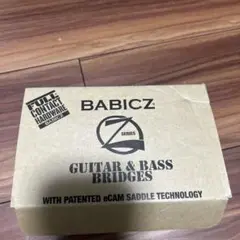 FULL
CONTACT
HARDWARE
BABICZ
Z
SERIES
GUITAR & BASS
BRIDGES
WITH PATENTED eCAM SADDLE TECHNOLOGY